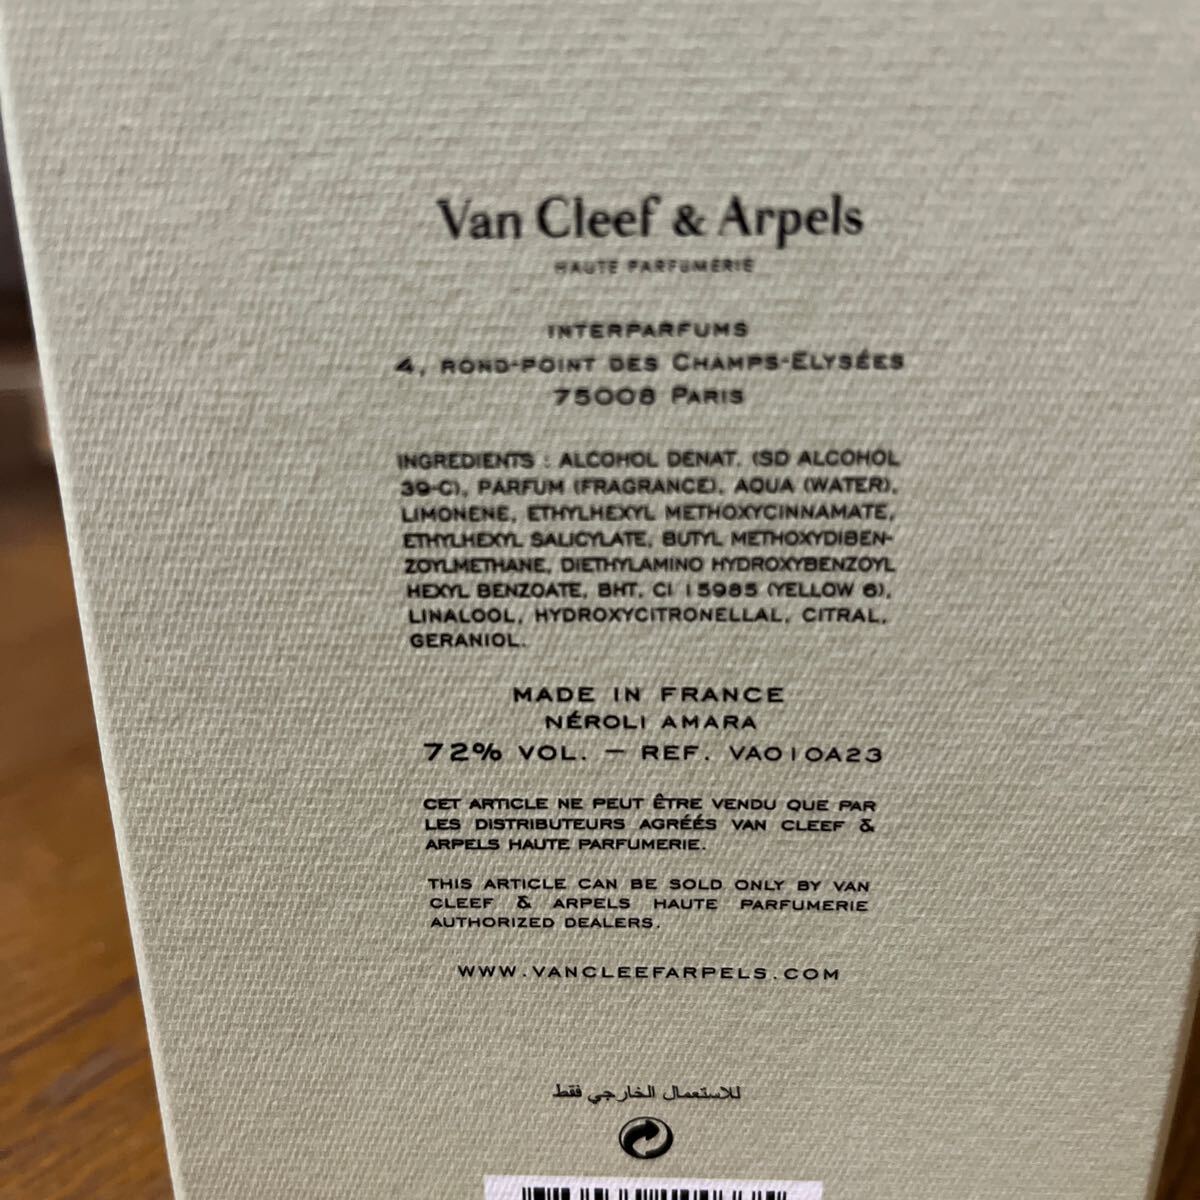 Van Cleef & Arpels
HAUTE PARFUMERIE
INTERPARFUMS
4, ROND-POINT DES CHAMPS-ELYSÉES
75008 PARIS
INGREDIENTS : ALCOHOL DENAT. (SD ALCOHOL
39-C), PARFUM (FRAGRANCE), AQUA (WATER),
LIMONENE, ETHYLHEXYL METHOXYCINNAMATE,
ETHYLHEXYL SALICYLATE, BUTYL METHOXYDIBEN-
ZOYLMETHANE, DIETHYLAMINO HYDROXYBENZOYL
HEXYL BENZOATE, BHT, CI 15985 (YELLOW 6),
LINALOOL, HYDROXYCITRONELLAL, CITRAL,
GERANIOL.
MADE IN FRANCE
NÉROLI AMARA
72% VOL. – REF. VA010A23
CET ARTICLE NE PEUT ÊTRE VENDU QUE PAR
LES DISTRIBUTEURS AGRÉÉS VAN CLEEF &
ARPELS HAUTE PARFUMERIE.
THIS ARTICLE CAN BE SOLD ONLY BY VAN
CLEEF & ARPELS HAUTE PARFUMERIE
AUTHORIZED DEALERS.
WWW.VANCLEEFARPELS.COM
للاستعمال الخارجي فقط